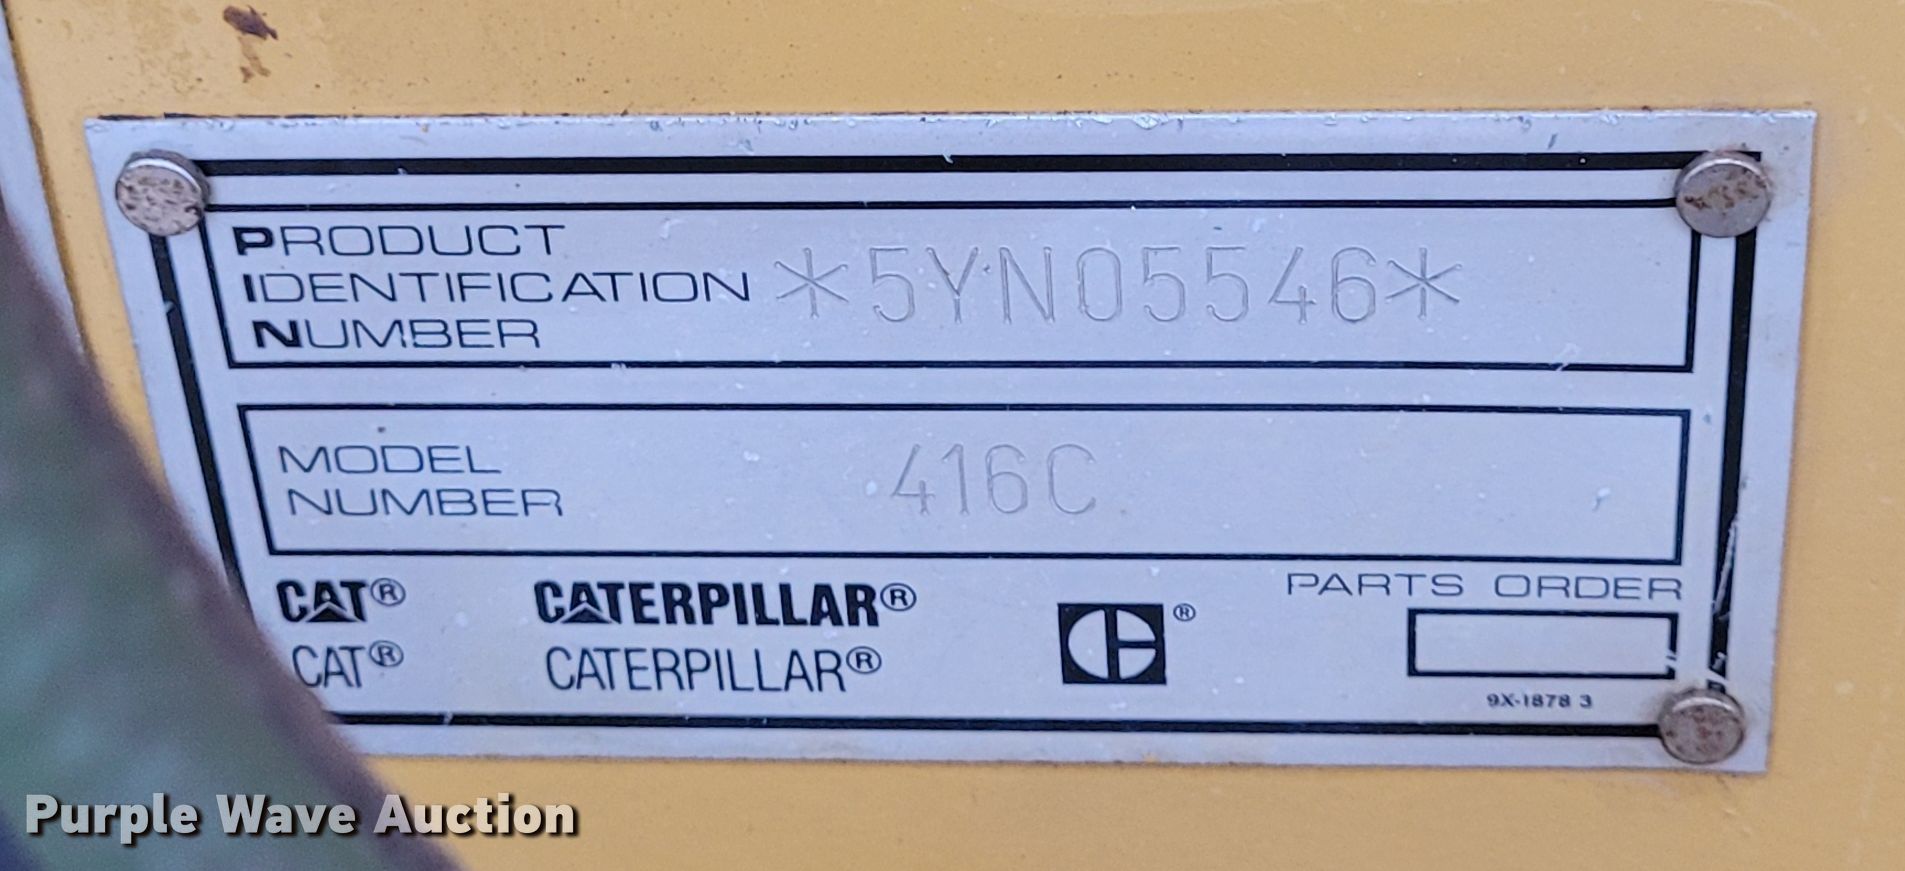 PRODUCT
IDENTIFICATION *5YN05546*
NUMBER
MODEL
NUMBER 416C
CAT® CATERPILLAR® ®
CAT® CATERPILLAR®
PARTS ORDER
9X-1878 3
Purple Wave Auction